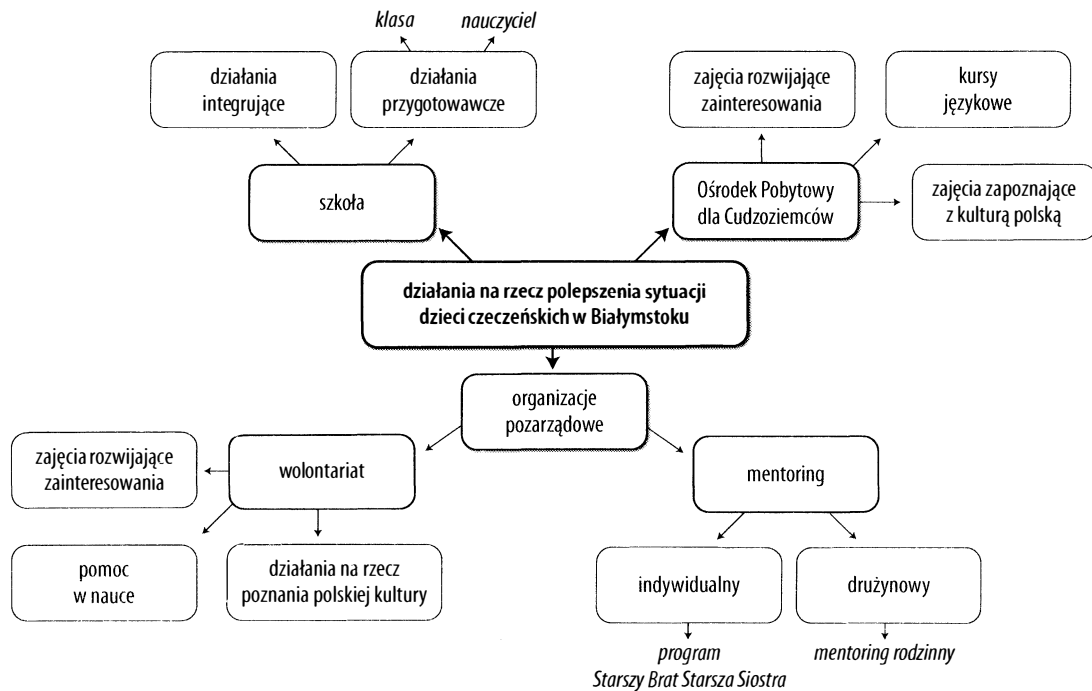 klasa
nauczyciel
działania
integrujące
działania
przygotowawcze
zajęcia rozwijające
zainteresowania
kursy
językowe
szkoła
Ośrodek Pobytowy
dla Cudzoziemców
zajęcia zapoznające
z kulturą polską
działania na rzecz polepszenia sytuacji
dzieci czeczeńskich w Białymstoku
organizacje
pozarządowe
zajęcia rozwijające
zainteresowania
wolontariat
mentoring
pomoc
w nauce
działania na rzecz
poznania polskiej kultury
indywidualny
drużynowy
program
Starszy Brat Starsza Siostra
mentoring rodzinny